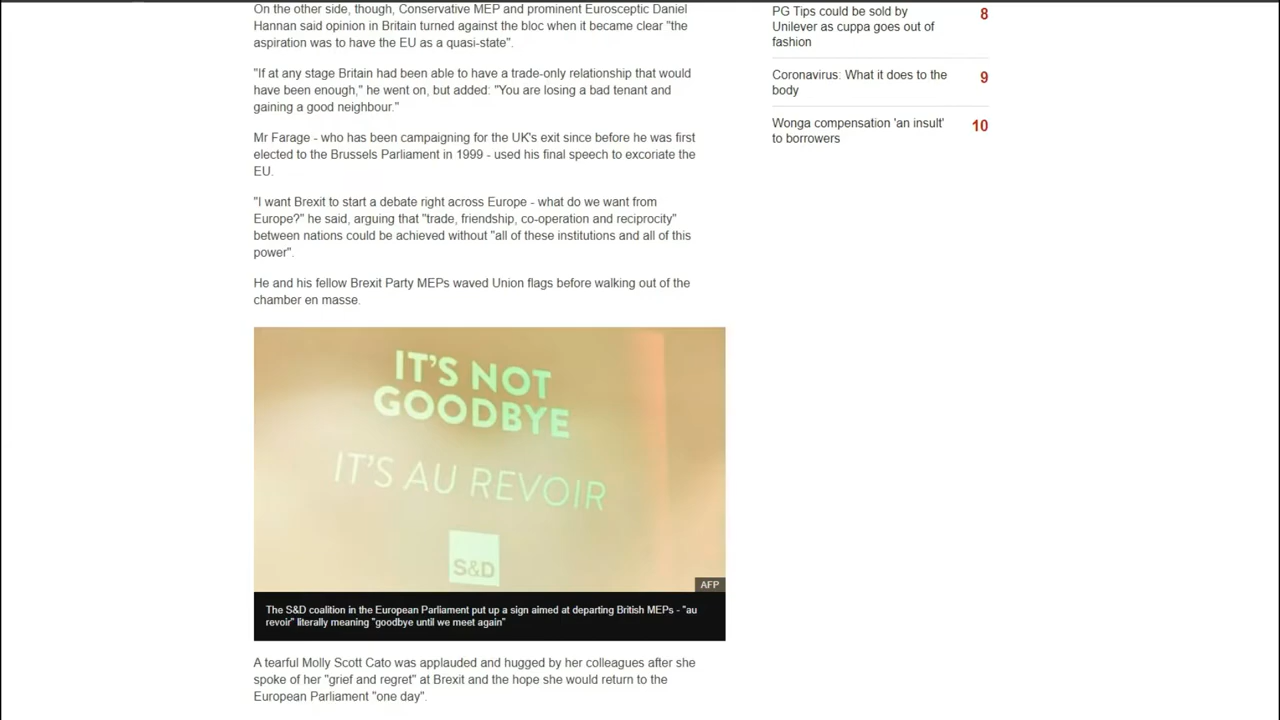 On the other side, though, Conservative MEP and prominent Eurosceptic Daniel
Hannan said opinion in Britain turned against the bloc when it became clear "the
aspiration was to have the EU as a quasi-state".
"If at any stage Britain had been able to have a trade-only relationship that would
have been enough," he went on, but added: "You are losing a bad tenant and
gaining a good neighbour."
Mr Farage - who has been campaigning for the UK's exit since before he was first
elected to the Brussels Parliament in 1999 - used his final speech to excoriate the
EU.
"I want Brexit to start a debate right across Europe - what do we want from
Europe?" he said, arguing that "trade, friendship, co-operation and reciprocity"
between nations could be achieved without "all of these institutions and all of this
power".
He and his fellow Brexit Party MEPs waved Union flags before walking out of the
chamber en masse.
IT'S NOT
GOODBYE
IT'S AU REVOIR
S&D
AFP
The S&D coalition in the European Parliament put up a sign aimed at departing British MEPs - "au
revoir" literally meaning "goodbye until we meet again"
A tearful Molly Scott Cato was applauded and hugged by her colleagues after she
spoke of her "grief and regret" at Brexit and the hope she would return to the
European Parliament "one day".
PG Tips could be sold by
Unilever as cuppa goes out of
fashion
8
Coronavirus: What it does to the
body
9
Wonga compensation 'an insult'
to borrowers
10